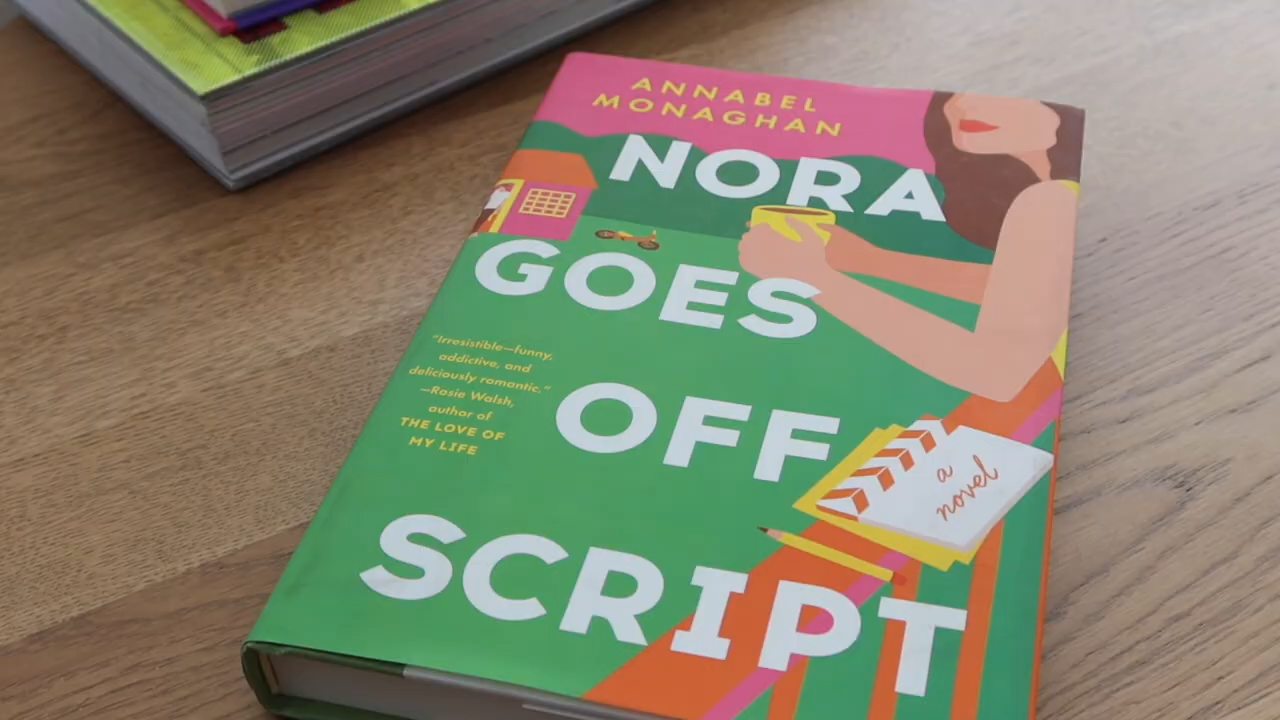 ANNABEL
MONAGHAN
NORA
GOES
"Irresistible—funny,
addictive, and
deliciously romantic."
—Rosie Walsh,
author of
THE LOVE OF
MY LIFE
OFF
a
novel
SCRIPT